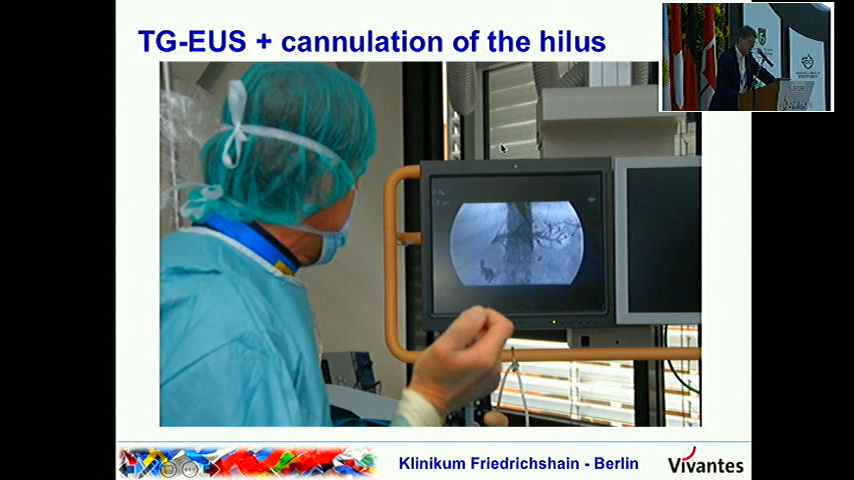 TG-EUS + cannulation of the hilus
Klinikum Friedrichshain - Berlin
Vivantes